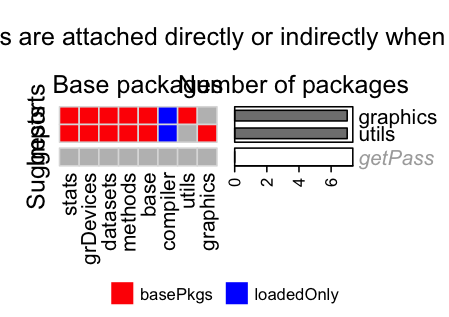 s are attached directly or indirectly when
Base packages
Number of packages
Imports
Suggests
graphics
utils
getPass
stats
grDevices
datasets
methods
base
compiler
utils
graphics
0 2 4 6
basePkgs
loadedOnly